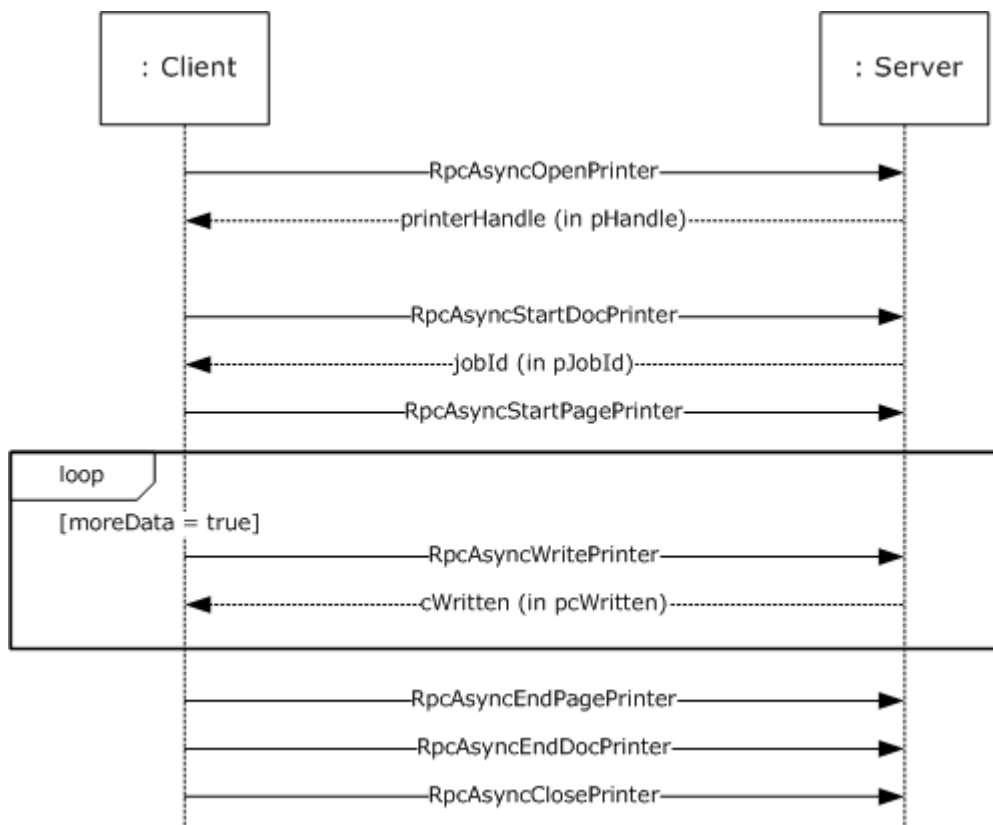 : Client
: Server
RpcAsyncOpenPrinter
printerHandle (in pHandle)
RpcAsyncStartDocPrinter
jobId (in pJobId)
RpcAsyncStartPagePrinter
loop
[moreData = true]
RpcAsyncWritePrinter
cWritten (in pcWritten)
RpcAsyncEndPagePrinter
RpcAsyncEndDocPrinter
RpcAsyncClosePrinter